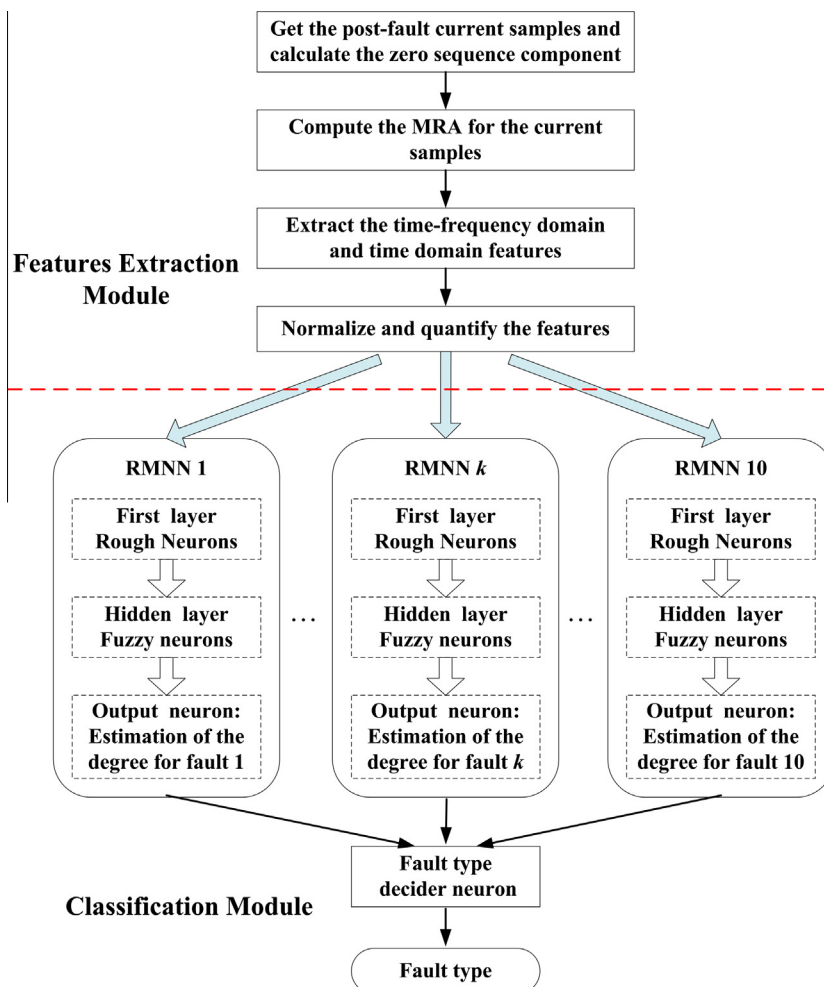 Get the post-fault current samples and
calculate the zero sequence component
Compute the MRA for the current
samples
Extract the time-frequency domain
and time domain features
Features Extraction
Module
Normalize and quantify the features
RMNN 1
First layer
Rough Neurons
Hidden layer
Fuzzy neurons
Output neuron:
Estimation of the
degree for fault 1
...
RMNN k
First layer
Rough Neurons
Hidden layer
Fuzzy neurons
Output neuron:
Estimation of the
degree for fault k
...
RMNN 10
First layer
Rough Neurons
Hidden layer
Fuzzy neurons
Output neuron:
Estimation of the
degree for fault 10
Fault type
decider neuron
Classification Module
Fault type